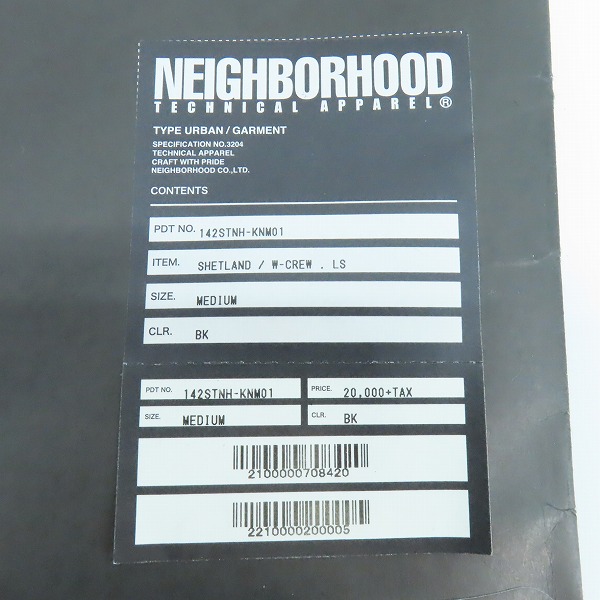 NEIGHBORHOOD
TECHNICAL APPAREL®
TYPE URBAN / GARMENT
SPECIFICATION NO.3204
TECHNICAL APPAREL
CRAFT WITH PRIDE
NEIGHBORHOOD CO.,LTD.
CONTENTS
PDT NO. 142STNH-KNM01
ITEM. SHETLAND / W-CREW . LS
SIZE. MEDIUM
CLR. BK
PDT NO. 142STNH-KNM01 PRICE. 20,000+TAX
SIZE. MEDIUM CLR. BK
2100000708420
2210000200005